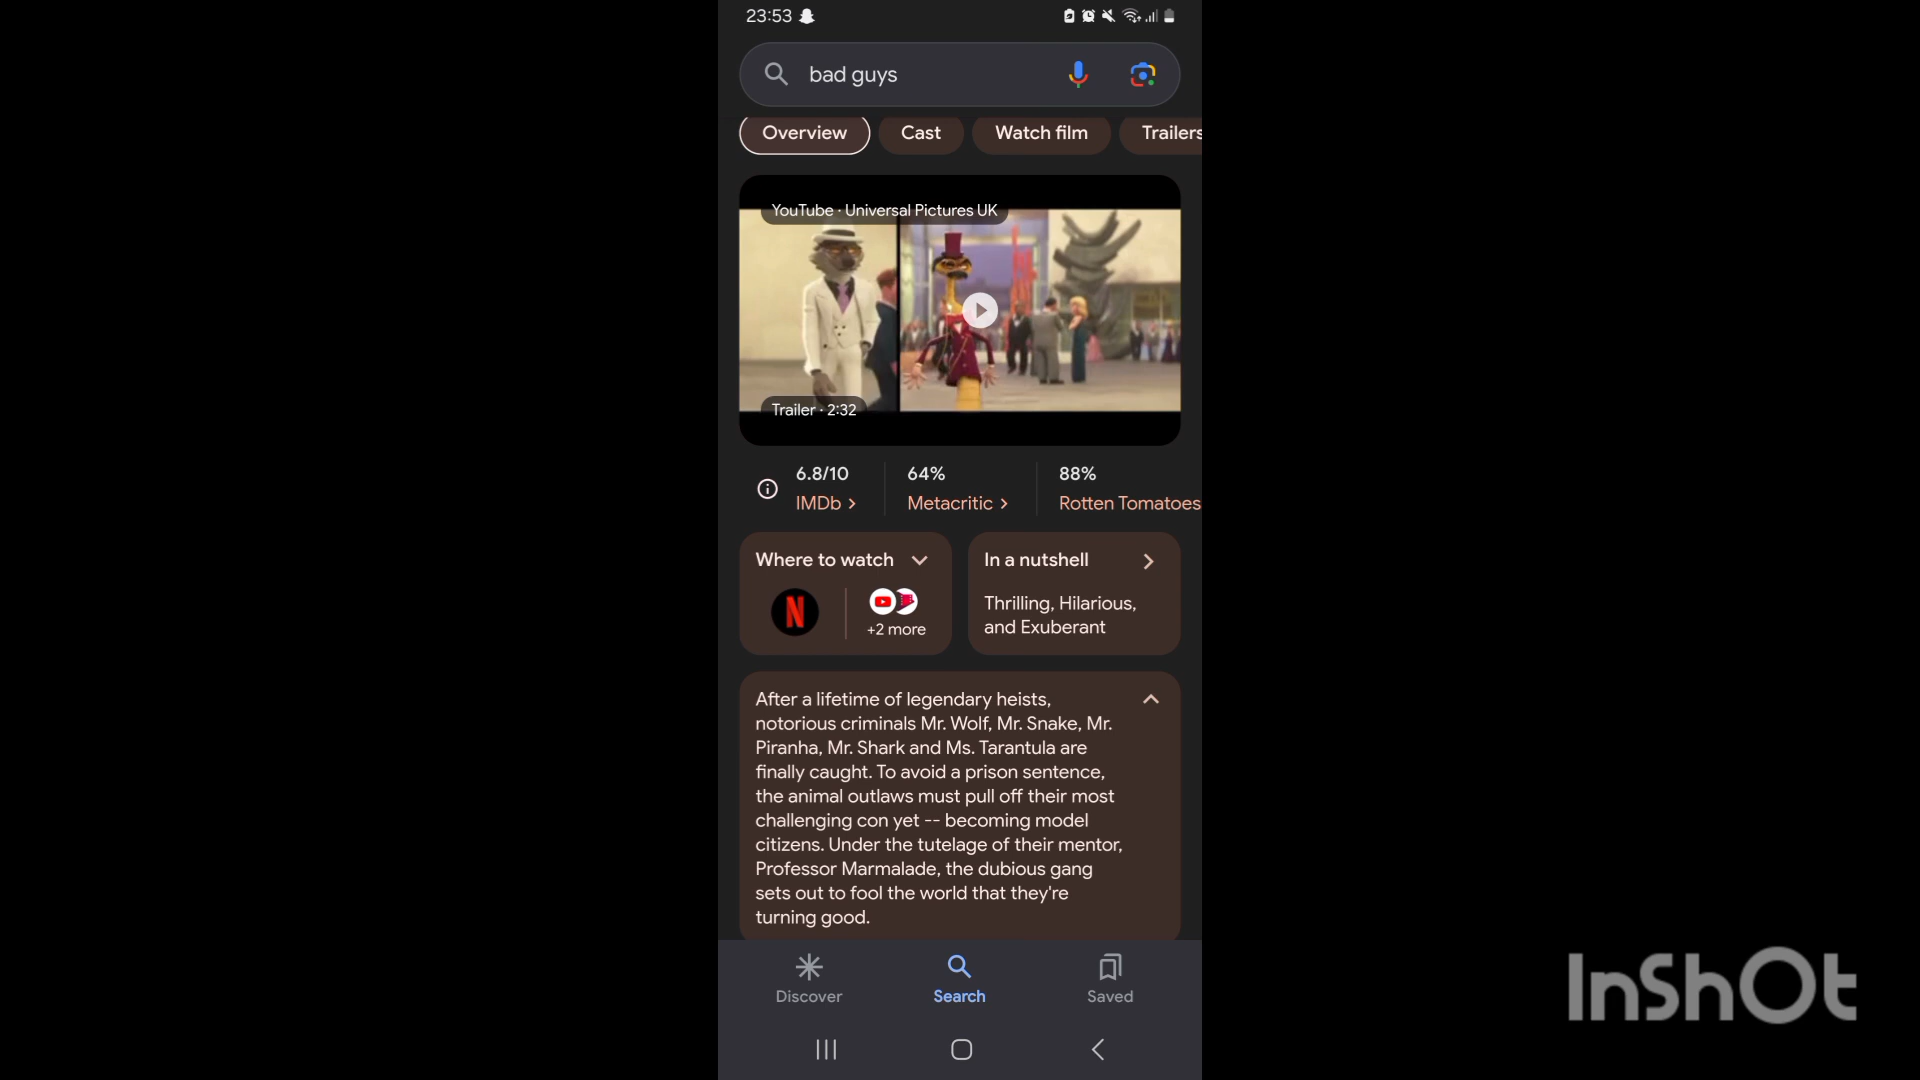 23:53
bad guys
Overview
Cast
Watch film
Trailers
YouTube · Universal Pictures UK
Trailer · 2:32
6.8/10
IMDb
64%
Metacritic
88%
Rotten Tomatoes
Where to watch
N
+2 more
In a nutshell
Thrilling, Hilarious,
and Exuberant
After a lifetime of legendary heists,
notorious criminals Mr. Wolf, Mr. Snake, Mr.
Piranha, Mr. Shark and Ms. Tarantula are
finally caught. To avoid a prison sentence,
the animal outlaws must pull off their most
challenging con yet -- becoming model
citizens. Under the tutelage of their mentor,
Professor Marmalade, the dubious gang
sets out to fool the world that they're
turning good.
Discover
Search
Saved
InShOt